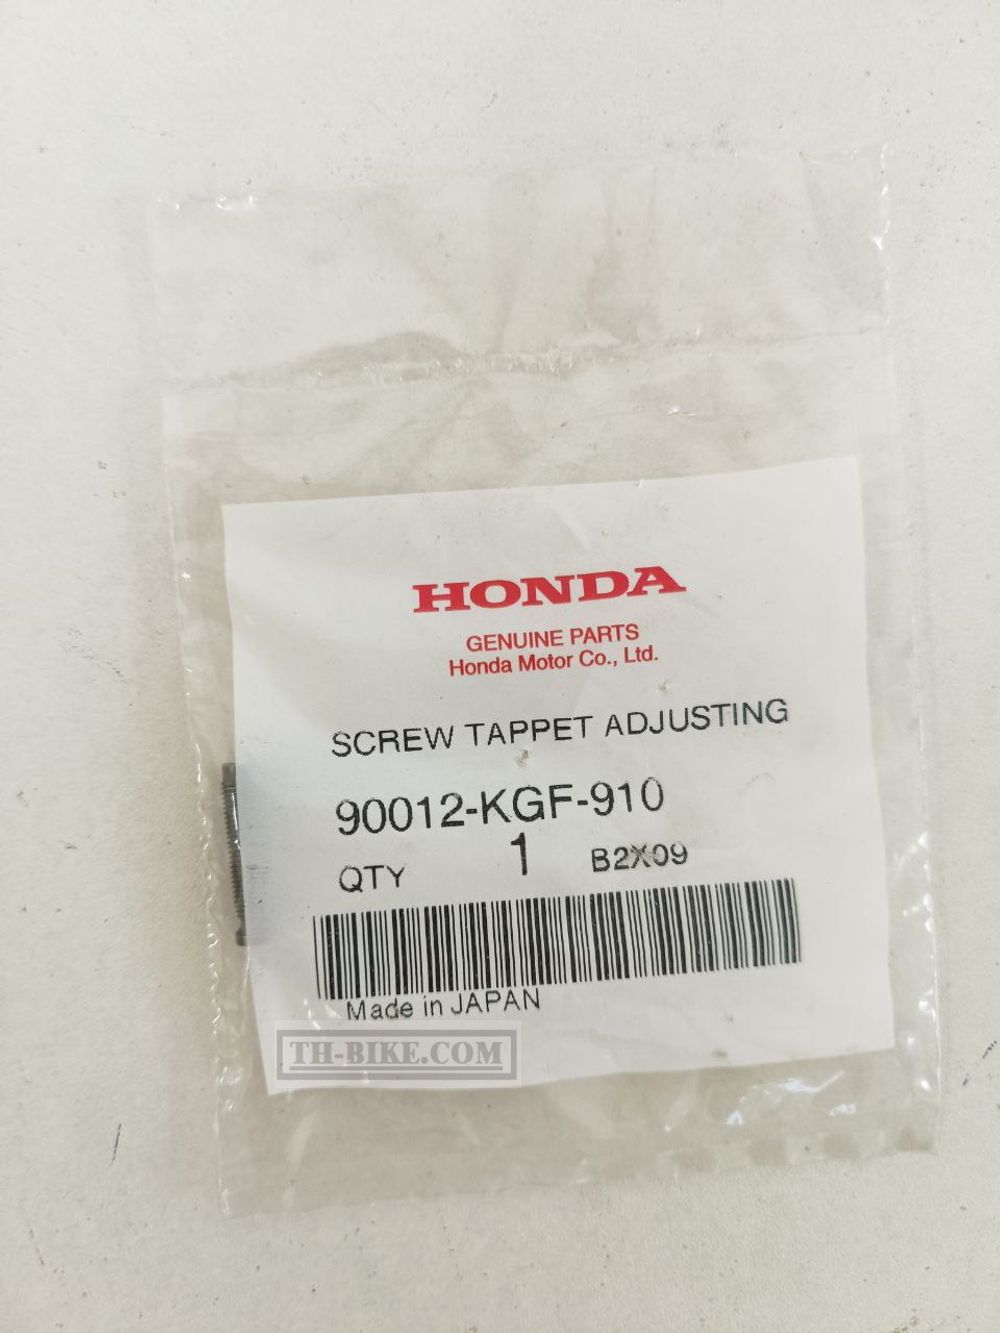 HONDA
GENUINE PARTS
Honda Motor Co., Ltd.
SCREW TAPPET ADJUSTING
90012-KGF-910
QTY 1 B2X09
Made in JAPAN
TH-BIKE.COM